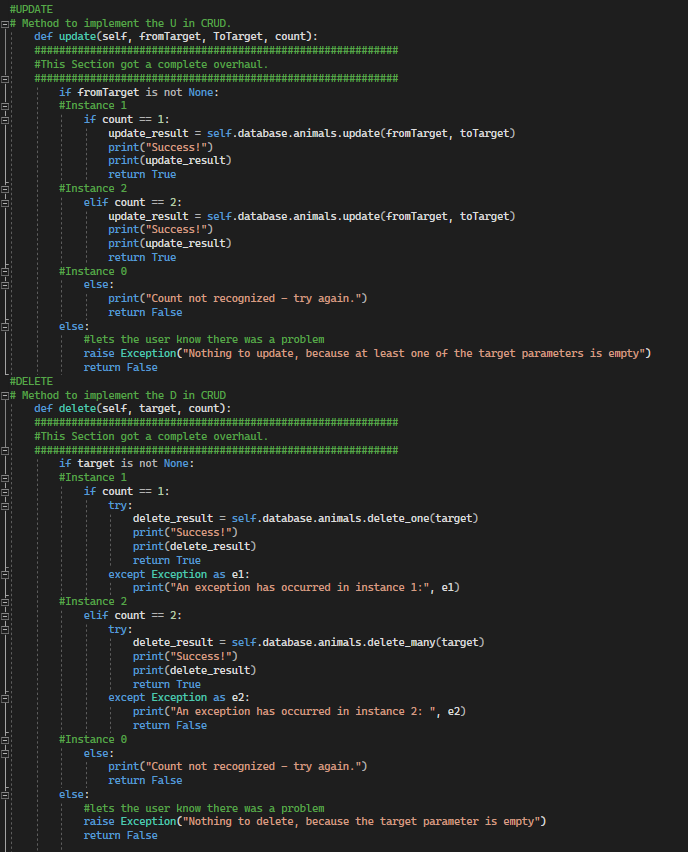 #UPDATE
# Method to implement the U in CRUD.
    def update(self, fromTarget, ToTarget, count):
    ###########################################################
    #This Section got a complete overhaul.
    ###########################################################
        if fromTarget is not None:
        #Instance 1
            if count == 1:
                update_result = self.database.animals.update(fromTarget, toTarget)
                print("Success!")
                print(update_result)
                return True
        #Instance 2
            elif count == 2:
                update_result = self.database.animals.update(fromTarget, toTarget)
                print("Success!")
                print(update_result)
                return True
        #Instance 0
            else:
                print("Count not recognized - try again.")
                return False
        else:
            #lets the user know there was a problem
            raise Exception("Nothing to update, because at least one of the target parameters is empty")
            return False
#DELETE
# Method to implement the D in CRUD
    def delete(self, target, count):
    ###########################################################
    #This Section got a complete overhaul.
    ###########################################################
        if target is not None:
        #Instance 1
            if count == 1:
                try:
                    delete_result = self.database.animals.delete_one(target)
                    print("Success!")
                    print(delete_result)
                    return True
                except Exception as e1:
                    print("An exception has occurred in instance 1:", e1)
        #Instance 2
            elif count == 2:
                try:
                    delete_result = self.database.animals.delete_many(target)
                    print("Success!")
                    print(delete_result)
                    return True
                except Exception as e2:
                    print("An exception has occurred in instance 2: ", e2)
                    return False
        #Instance 0
            else:
                print("Count not recognized - try again.")
                return False
        else:
            #lets the user know there was a problem
            raise Exception("Nothing to delete, because the target parameter is empty")
            return False